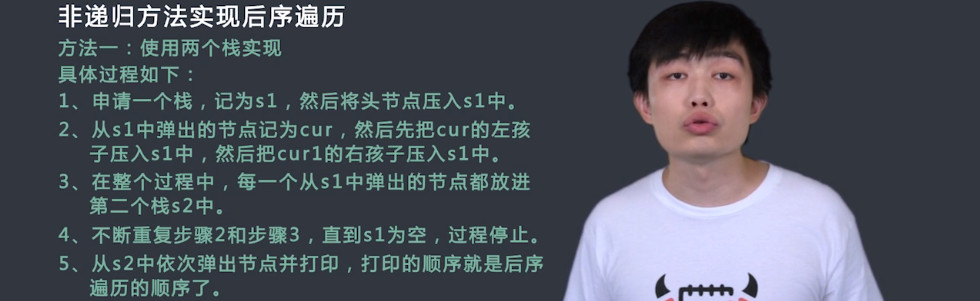 非递归方法实现后序遍历
方法一：使用两个栈实现
具体过程如下：
1、申请一个栈，记为s1，然后将头节点压入s1中。
2、从s1中弹出的节点记为cur，然后先把cur的左孩
子压入s1中，然后把cur1的右孩子压入s1中。
3、在整个过程中，每一个从s1中弹出的节点都放进
第二个栈s2中。
4、不断重复步骤2和步骤3，直到s1为空，过程停止。
5、从s2中依次弹出节点并打印，打印的顺序就是后序
遍历的顺序了。